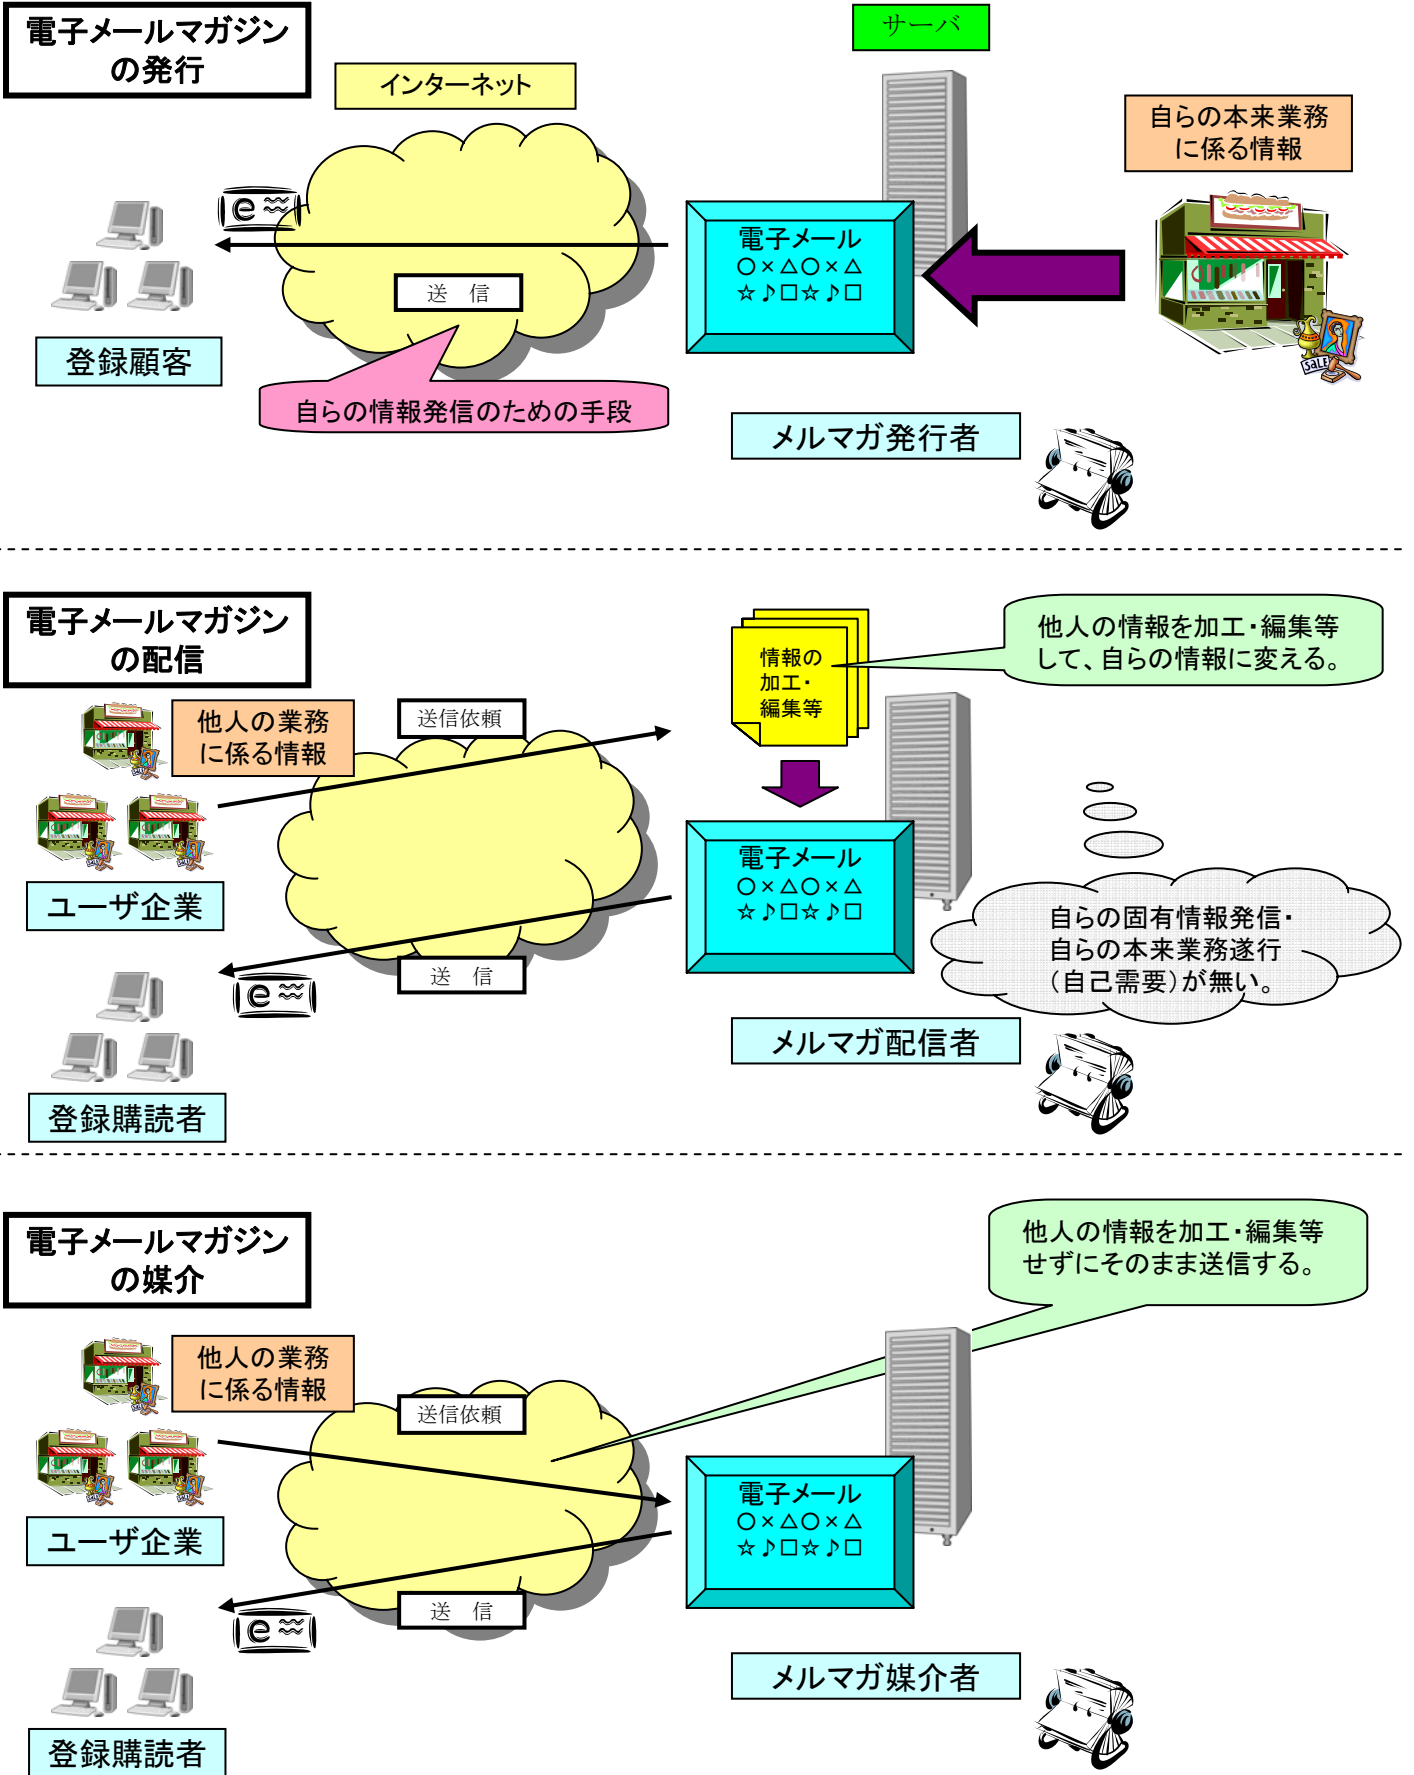 電子メールマガジン
の発行
サーバ
インターネット
自らの本来業務
に係る情報
電子メール
○×△○×△
☆♪□☆♪□
送　信
登録顧客
自らの情報発信のための手段
SALE
メルマガ発行者
電子メールマガジン
の配信
他人の情報を加工・編集等
して、自らの情報に変える。
情報の
加工・
編集等
他人の業務
に係る情報
送信依頼
電子メール
○×△○×△
☆♪□☆♪□
ユーザ企業
自らの固有情報発信・
自らの本来業務遂行
（自己需要）が無い。
送　信
e
メルマガ配信者
登録購読者
電子メールマガジン
の媒介
他人の情報を加工・編集等
せずにそのまま送信する。
他人の業務
に係る情報
送信依頼
電子メール
○×△○×△
☆♪□☆♪□
ユーザ企業
送　信
e
メルマガ媒介者
登録購読者